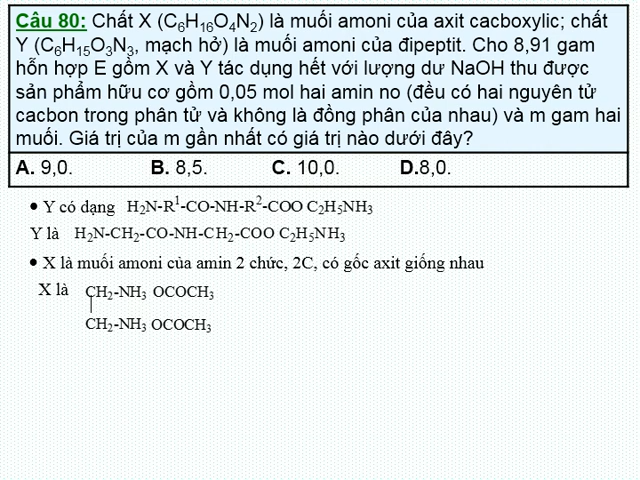 Câu 80: Chất X (C₆H₁₆O₄N₂) là muối amoni của axit cacboxylic; chất
Y (C₆H₁₅O₃N₃, mạch hở) là muối amoni của đipeptit. Cho 8,91 gam
hỗn hợp E gồm X và Y tác dụng hết với lượng dư NaOH thu được
sản phẩm hữu cơ gồm 0,05 mol hai amin no (đều có hai nguyên tử
cacbon trong phân tử và không là đồng phân của nhau) và m gam hai
muối. Giá trị của m gần nhất có giá trị nào dưới đây?
A. 9,0. B. 8,5. C. 10,0. D.8,0.
• Y có dạng H₂N-R¹-CO-NH-R²-COO C₂H₅NH₃
Y là H₂N-CH₂-CO-NH-CH₂-COO C₂H₅NH₃
• X là muối amoni của amin 2 chức, 2C, có gốc axit giống nhau
X là CH₂-NH₃ OCOCH₃
CH₂-NH₃ OCOCH₃